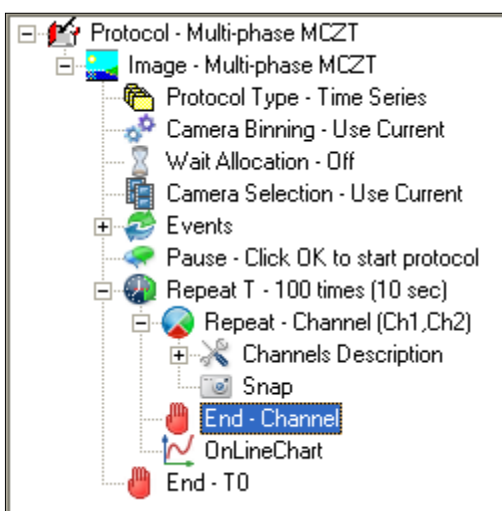 Protocol - Multi-phase MCZT
Image - Multi-phase MCZT
Protocol Type - Time Series
Camera Binning - Use Current
Wait Allocation - Off
Camera Selection - Use Current
Events
Pause - Click OK to start protocol
Repeat T - 100 times (10 sec)
Repeat - Channel (Ch1,Ch2)
Channels Description
Snap
End - Channel
OnLineChart
End - T0